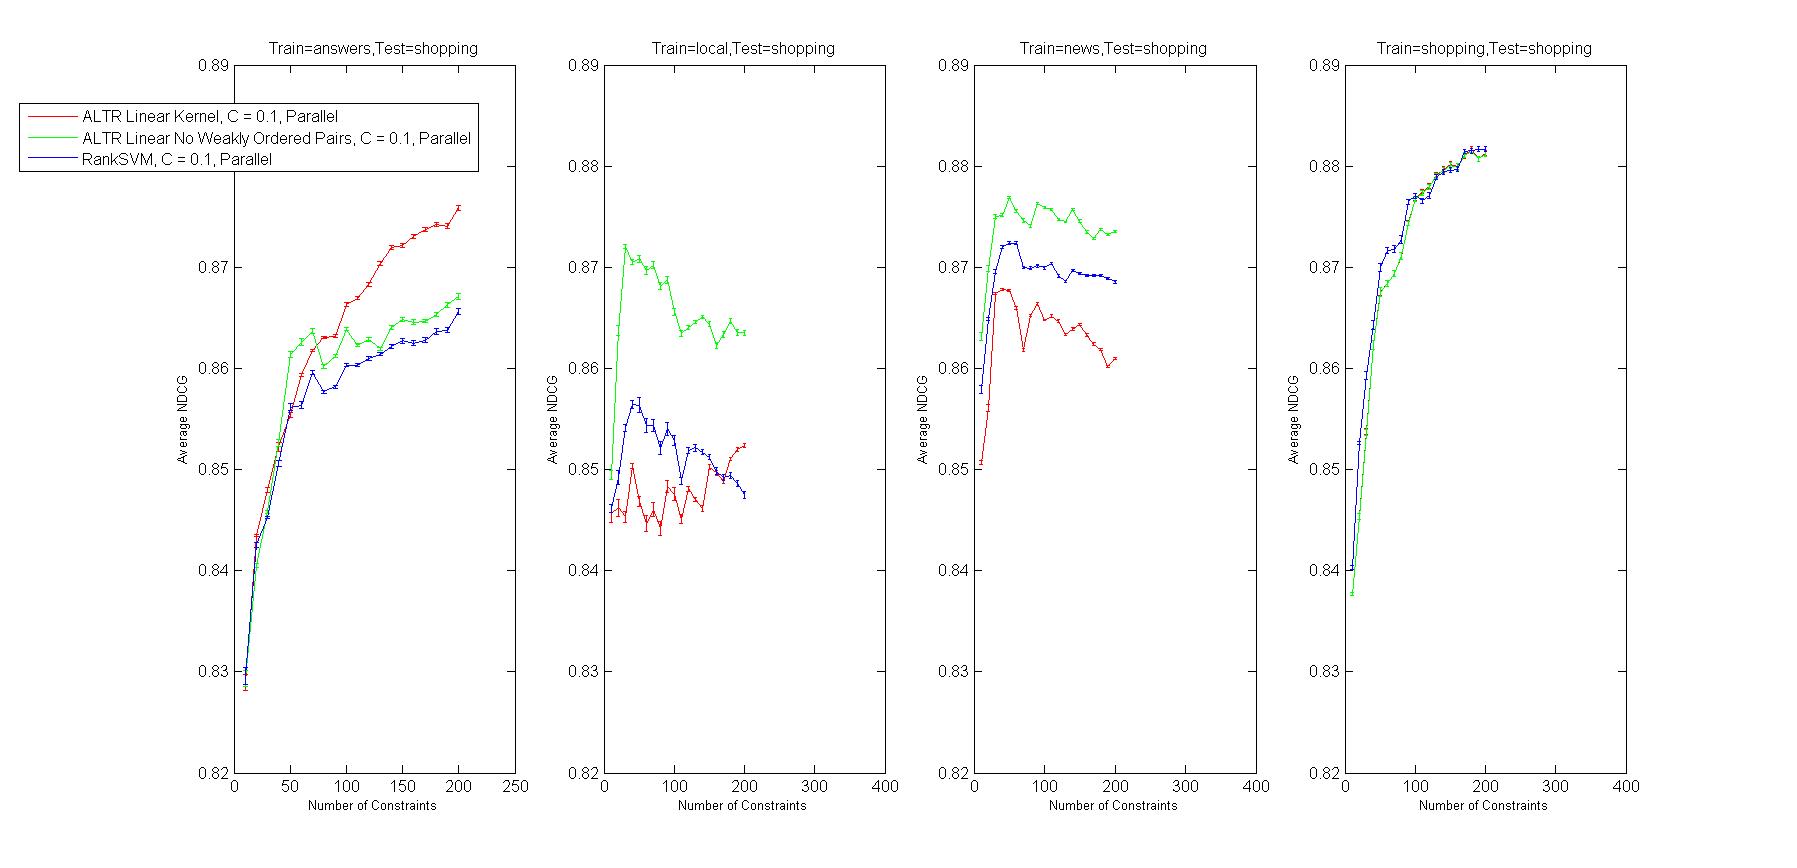 Train=answers,Test=shopping
Train=local,Test=shopping
Train=news,Test=shopping
Train=shopping,Test=shopping
ALTR Linear Kernel, C = 0.1, Parallel
ALTR Linear No Weakly Ordered Pairs, C = 0.1, Parallel
RankSVM, C = 0.1, Parallel
0.89
0.88
0.87
0.86
0.85
0.84
0.83
0.82
Average NDCG
0 50 100 150 200 250
Number of Constraints
0.89
0.88
0.87
0.86
0.85
0.84
0.83
0.82
Average NDCG
0 100 200 300 400
Number of Constraints
0.89
0.88
0.87
0.86
0.85
0.84
0.83
0.82
Average NDCG
0 100 200 300 400
Number of Constraints
0.89
0.88
0.87
0.86
0.85
0.84
0.83
0.82
Average NDCG
0 100 200 300 400
Number of Constraints